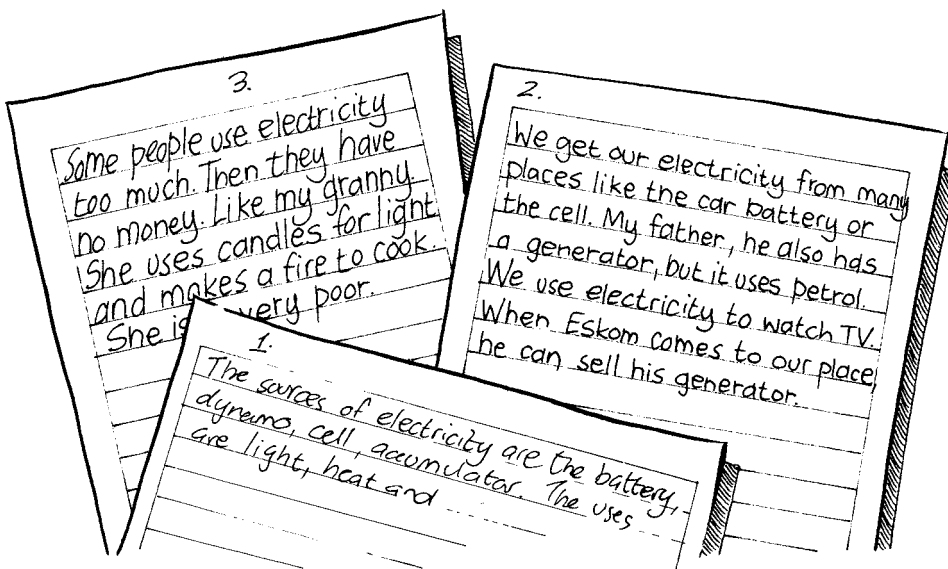 3.
Some people use electricity
too much. Then they have
no money. Like my granny.
She uses candles for light
and makes a fire to cook.
She is very poor.
2.
We get our electricity from many
places like the car battery or
the cell. My father, he also has
a generator, but it uses petrol.
We use electricity to watch TV.
When Eskom comes to our place,
he can sell his generator.
1.
The sources of electricity are the battery,
dynamo, cell, accumulator. The uses
are light, heat and